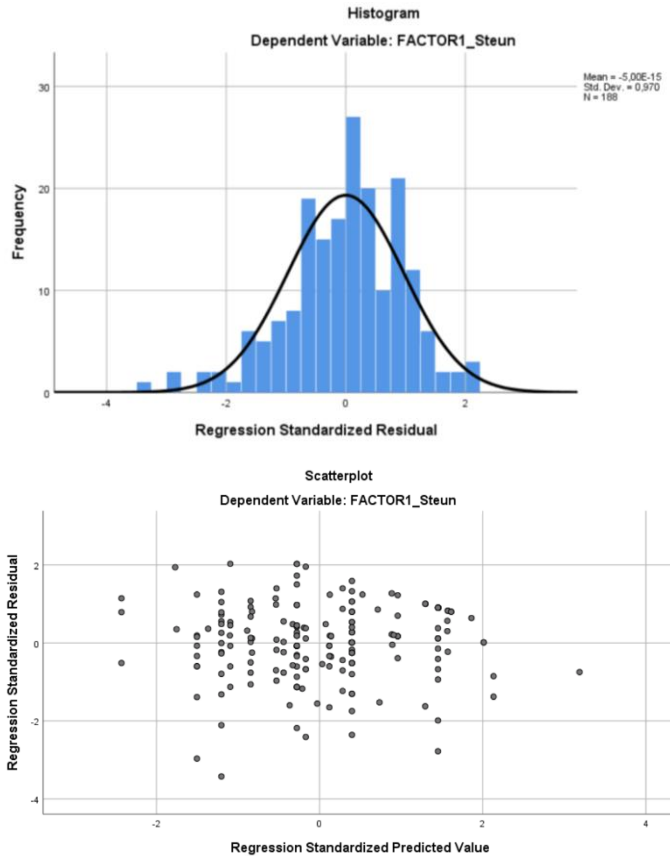 Histogram
Dependent Variable: FACTOR1_Steun
Mean = -5,00E-15
Std. Dev. = 0,970
N = 188
30
20
10
0
Frequency
-4 -2 0 2
Regression Standardized Residual
Scatterplot
Dependent Variable: FACTOR1_Steun
2
0
-2
-4
Regression Standardized Residual
-2 0 2 4
Regression Standardized Predicted Value